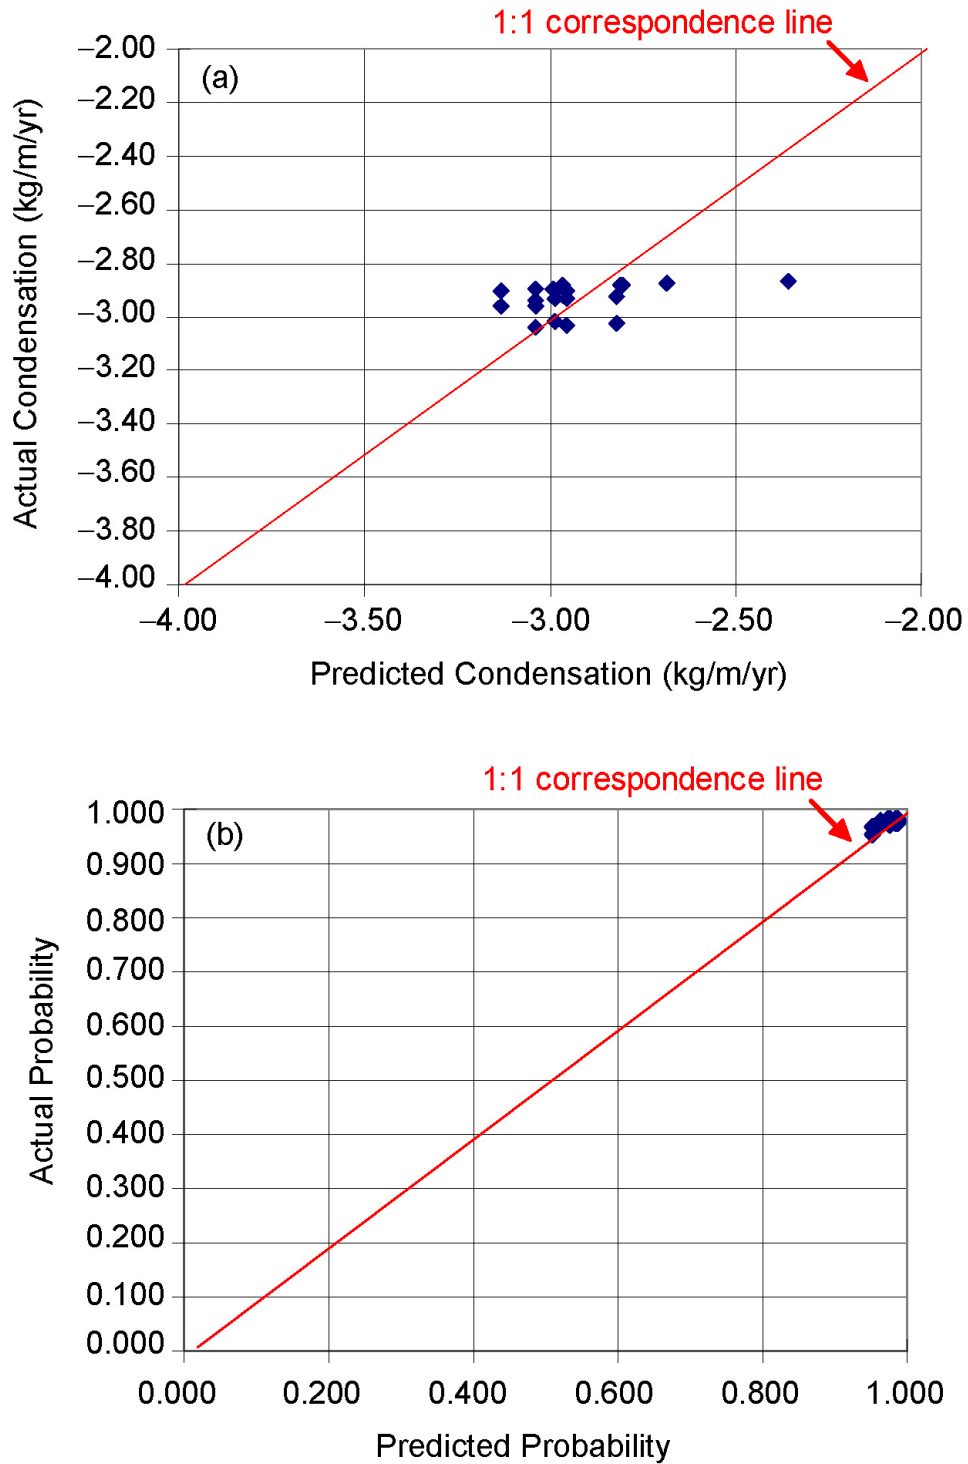 1:1 correspondence line
(a)
Actual Condensation (kg/m/yr)
–2.00
–2.20
–2.40
–2.60
–2.80
–3.00
–3.20
–3.40
–3.60
–3.80
–4.00
–4.00 –3.50 –3.00 –2.50 –2.00
Predicted Condensation (kg/m/yr)
1:1 correspondence line
(b)
Actual Probability
1.000
0.900
0.800
0.700
0.600
0.500
0.400
0.300
0.200
0.100
0.000
0.000 0.200 0.400 0.600 0.800 1.000
Predicted Probability